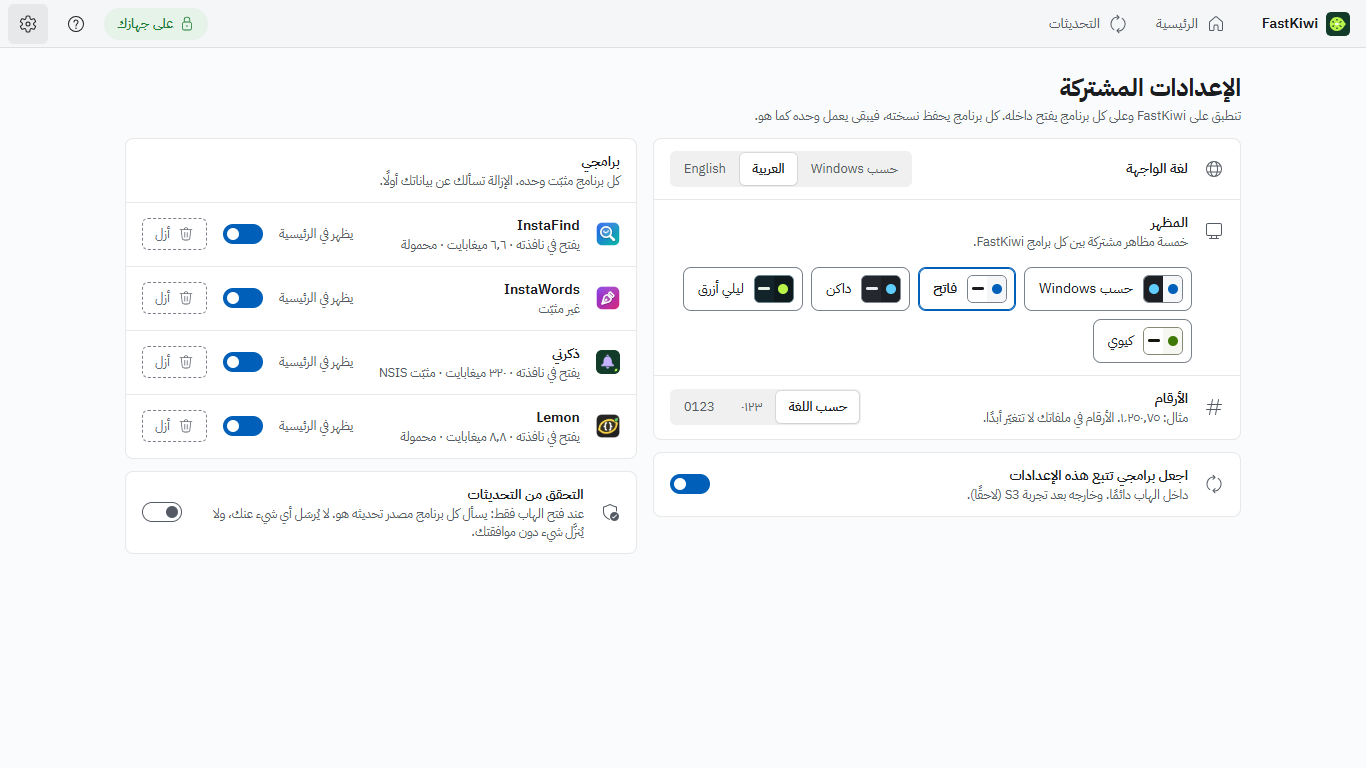 FastKiwi
الرئيسية
التحديثات
على جهازك
الإعدادات المشتركة
تنطبق على FastKiwi وعلى كل برنامج يفتح داخله. كل برنامج يحفظ نسخته، فيبقى يعمل وحده كما هو.
لغة الواجهة
حسب Windows
العربية
English
المظهر
خمسة مظاهر مشتركة بين كل برامج FastKiwi.
حسب Windows
فاتح
داكن
ليلي أزرق
كيوي
الأرقام
مثال: ١٬٢٥٠٫٧٥. الأرقام في ملفاتك لا تتغيّر أبدًا.
حسب اللغة
٠١٢٣
0123
اجعل برامجي تتبع هذه الإعدادات
داخل الهاب دائمًا. وخارجه بعد تجربة S3 (لاحقًا).
برامجي
كل برنامج مثبّت وحده. الإزالة تسألك عن بياناتك أولًا.
InstaFind
يفتح في نافذته · ٦٫٦ ميغابايت · محمولة
يظهر في الرئيسية
أزل
InstaWords
غير مثبّت
يظهر في الرئيسية
أزل
ذكرني
يفتح في نافذته · ٣٢٠ ميغابايت · مثبّت NSIS
يظهر في الرئيسية
أزل
Lemon
يفتح في نافذته · ٨٫٨ ميغابايت · محمولة
يظهر في الرئيسية
أزل
التحقق من التحديثات
عند فتح الهاب فقط: يسأل كل برنامج مصدر تحديثه هو. لا يُرسَل أي شيء عنك، ولا
يُنزَّل شيء دون موافقتك.